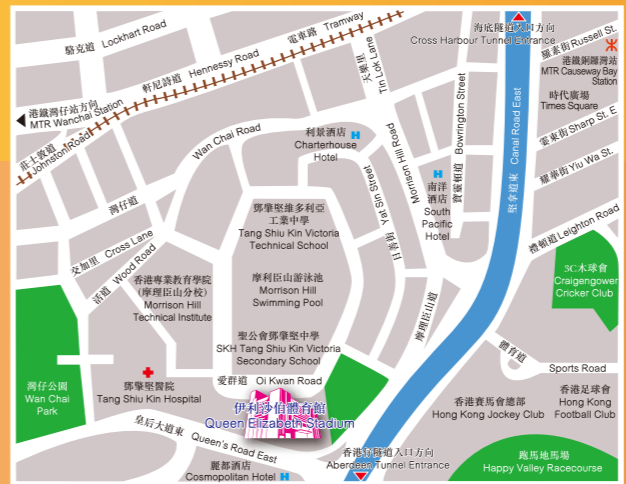 駱克道 Lockhart Road
電車路 Tramway
海底隧道入口方向
Cross Harbour Tunnel Entrance
羅素街 Russell St.
軒尼詩道 Hennessy Road
天樂里 Tin Lok Lane
港鐵銅鑼灣站
MTR Causeway Bay
Station
港鐵灣仔站方向
MTR Wanchai Station
時代廣場
Times Square
莊士敦道
Johnston Road
Wan Chai Road
利景酒店
Charterhouse
Hotel
Morrison Hill Road
寶靈頓道 Bowrington Street
堅拿道東 Canal Road East
霎東街 Sharp St. E
耀華街 Yiu Wa St.
南洋
酒店
South
Pacific
Hotel
灣仔道
鄧肇堅維多利亞
工業中學
Tang Shiu Kin Victoria
Technical School
日善街 Yat Sin Street
禮頓道 Leighton Road
交加里 Cross Lane
活道 Wood Road
香港專業教育學院
(摩理臣山分校)
Morrison Hill
Technical Institute
摩利臣山游泳池
Morrison Hill
Swimming Pool
3C木球會
Craigengower
Cricker Club
摩理臣山道
聖公會鄧肇堅中學
SKH Tang Shiu Kin Victoria
Secondary School
體育道
Sports Road
灣仔公園
Wan Chai
Park
鄧肇堅醫院
Tang Shiu Kin Hospital
愛群道 Oi Kwan Road
香港賽馬會總部
Hong Kong Jockey Club
香港足球會
Hong Kong
Football Club
伊利沙伯體育館
Queen Elizabeth Stadium
皇后大道東 Queen's Road East
香港仔隧道入口方向
Aberdeen Tunnel Entrance
麗都酒店
Cosmopolitan Hotel
跑馬地馬場
Happy Valley Racecourse
H
H
H